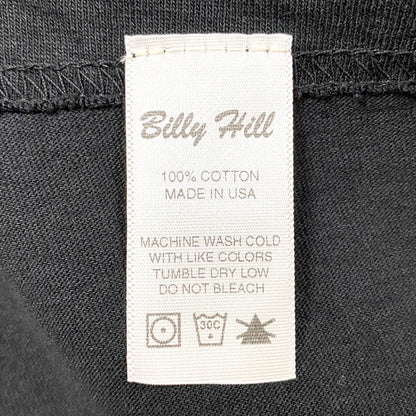 Billy Hill
100% COTTON
MADE IN USA
MACHINE WASH COLD
WITH LIKE COLORS
TUMBLE DRY LOW
DO NOT BLEACH
30C